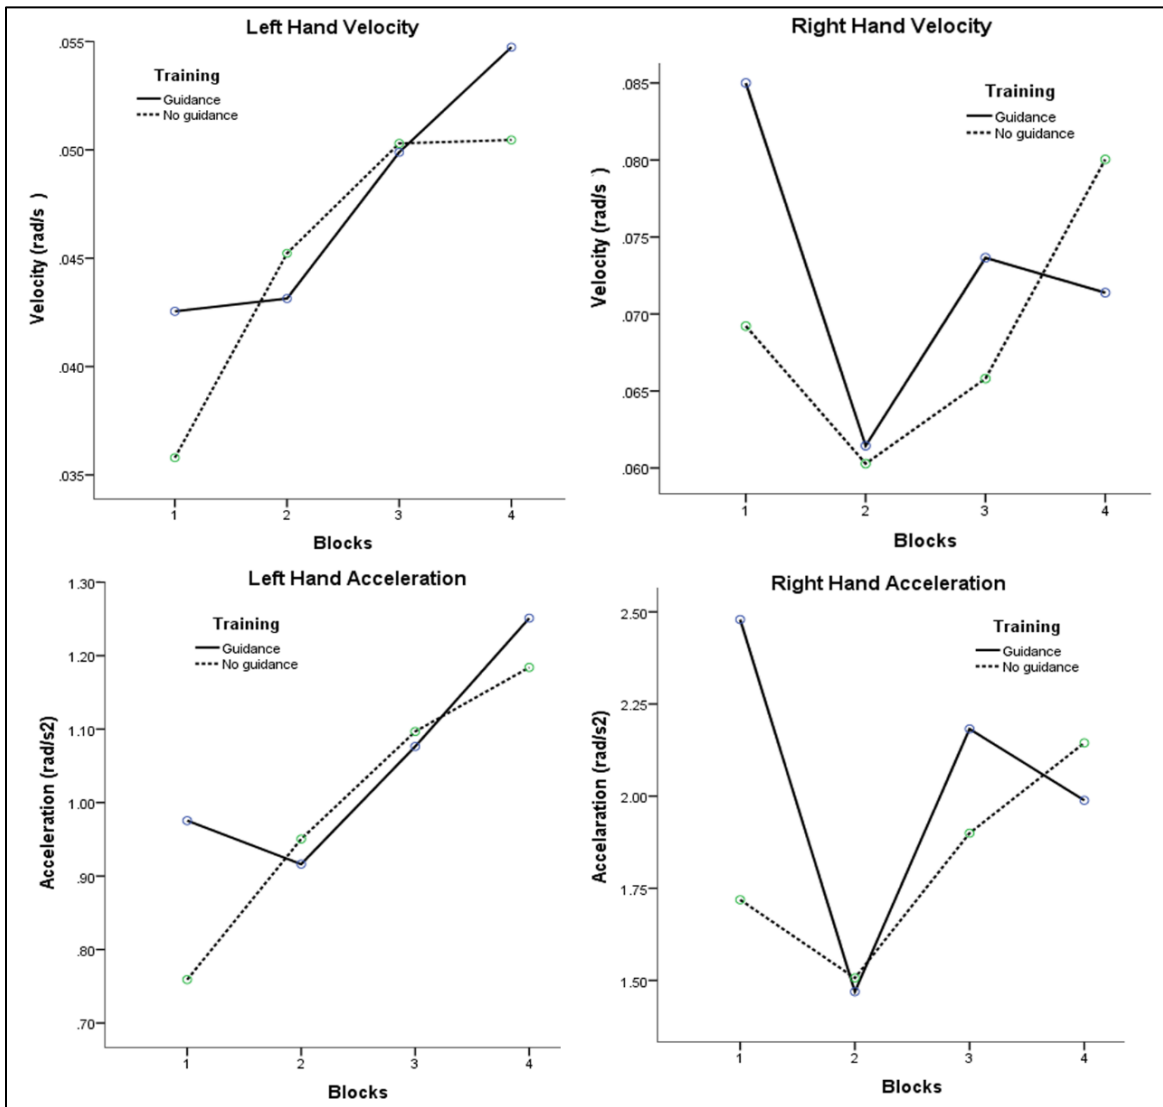 Left Hand Velocity
Training
Guidance
No guidance
.055
.050
.045
.040
.035
Velocity (rad/s )
1 2 3 4
Blocks
Right Hand Velocity
Training
Guidance
No guidance
.085
.080
.075
.070
.065
.060
Velocity (rad/s )
1 2 3 4
Blocks
Left Hand Acceleration
Training
Guidance
No guidance
1.30
1.20
1.10
1.00
.90
.80
.70
Acceleration (rad/s2)
1 2 3 4
Blocks
Right Hand Acceleration
Training
Guidance
No guidance
2.50
2.25
2.00
1.75
1.50
Accelaration (rad/s2)
1 2 3 4
Blocks